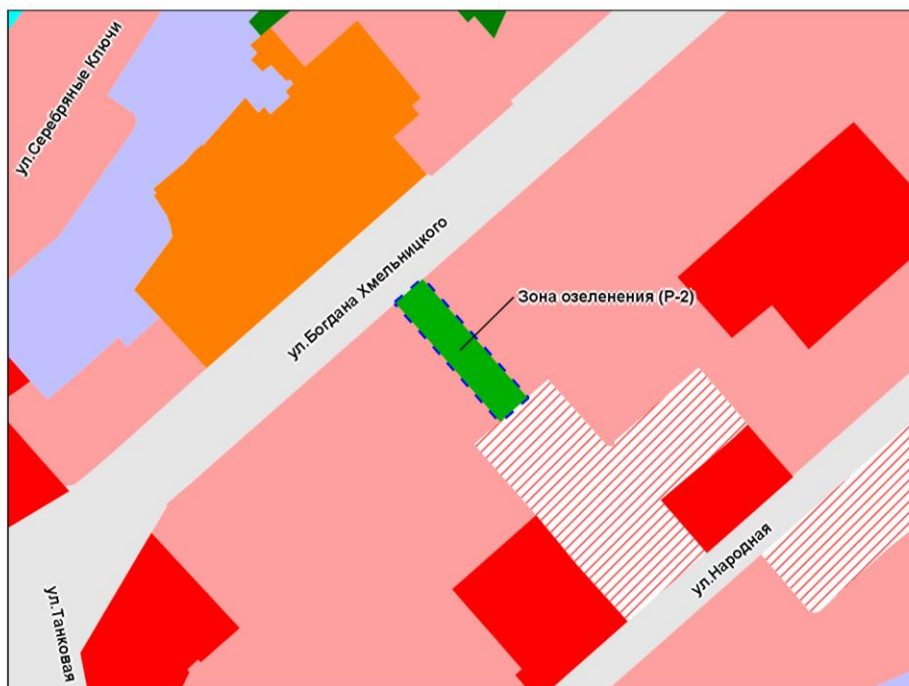 ул.Серебряные Ключи
ул.Богдана Хмельницкого
Зона озеленения (Р-2)
ул.Народная
ул.Танковая